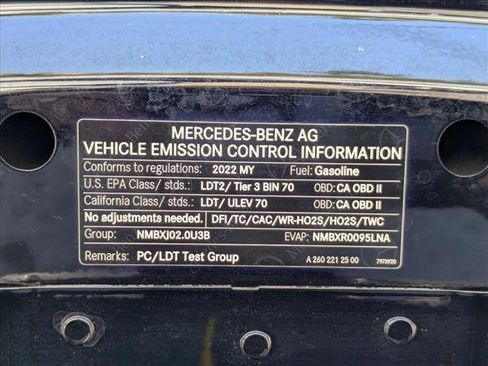 MERCEDES-BENZ AG
VEHICLE EMISSION CONTROL INFORMATION
Conforms to regulations: 2022 MY Fuel: Gasoline
U.S. EPA Class/ stds.: LDT2/ Tier 3 BIN 70 OBD: CA OBD II
California Class/ stds.: LDT/ ULEV 70 OBD: CA OBD II
No adjustments needed. DFI/TC/CAC/WR-HO2S/HO2S/TWC
Group: NMBXJ02.0U3B EVAP: NMBXR0095LNA
Remarks: PC/LDT Test Group A 260 221 25 00